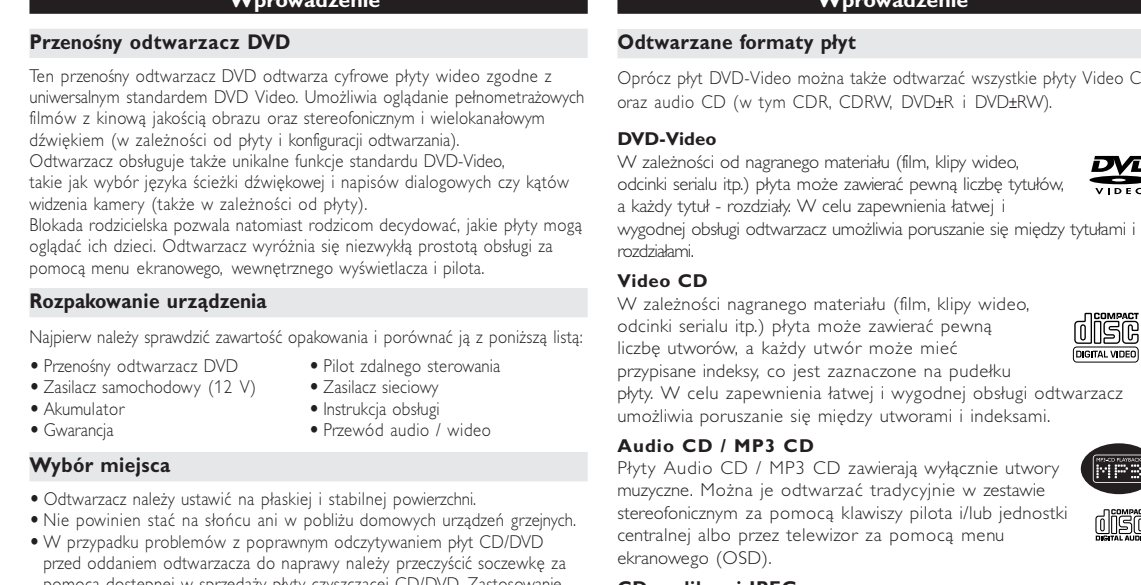 Wprowadzenie
Przenośny odtwarzacz DVD
Ten przenośny odtwarzacz DVD odtwarza cyfrowe płyty wideo zgodne z
uniwersalnym standardem DVD Video. Umożliwia oglądanie pełnometrażowych
filmów z kinową jakością obrazu oraz stereofonicznym i wielokanałowym
dźwiękiem (w zależności od płyty i konfiguracji odtwarzania).
Odtwarzacz obsługuje także unikalne funkcje standardu DVD-Video,
takie jak wybór języka ścieżki dźwiękowej i napisów dialogowych czy kątów
widzenia kamery (także w zależności od płyty).
Blokada rodzicielska pozwala natomiast rodzicom decydować, jakie płyty mogą
oglądać ich dzieci. Odtwarzacz wyróżnia się niezwykłą prostotą obsługi za
pomocą menu ekranowego, wewnętrznego wyświetlacza i pilota.
Rozpakowanie urządzenia
Najpierw należy sprawdzić zawartość opakowania i porównać ją z poniższą listą:
• Przenośny odtwarzacz DVD
• Zasilacz samochodowy (12 V)
• Akumulator
• Gwarancja
• Pilot zdalnego sterowania
• Zasilacz sieciowy
• Instrukcja obsługi
• Przewód audio / wideo
Wybór miejsca
• Odtwarzacz należy ustawić na płaskiej i stabilnej powierzchni.
• Nie powinien stać na słońcu ani w pobliżu domowych urządzeń grzejnych.
• W przypadku problemów z poprawnym odczytywaniem płyt CD/DVD
przed oddaniem odtwarzacza do naprawy należy przeczyścić soczewkę za
pomocą dostępnej w sprzedaży płyty czyszczącej CD/DVD. Zastosowanie
Wprowadzenie
Odtwarzane formaty płyt
Oprócz płyt DVD-Video można także odtwarzać wszystkie płyty Video C
oraz audio CD (w tym CDR, CDRW, DVD±R i DVD±RW).
DVD-Video
W zależności od nagranego materiału (film, klipy wideo,
odcinki serialu itp.) płyta może zawierać pewną liczbę tytułów,
a każdy tytuł - rozdziały. W celu zapewnienia łatwej i
wygodnej obsługi odtwarzacz umożliwia poruszanie się między tytułami i
rozdziałami.
DVD
VIDEO
Video CD
W zależności nagranego materiału (film, klipy wideo,
odcinki serialu itp.) płyta może zawierać pewną
liczbę utworów, a każdy utwór może mieć
przypisane indeksy, co jest zaznaczone na pudełku
płyty. W celu zapewnienia łatwej i wygodnej obsługi odtwarzacz
umożliwia poruszanie się między utworami i indeksami.
COMPACT
disc
DIGITAL VIDEO
Audio CD / MP3 CD
Płyty Audio CD / MP3 CD zawierają wyłącznie utwory
muzyczne. Można je odtwarzać tradycyjnie w zestawie
stereofonicznym za pomocą klawiszy pilota i/lub jednostki
centralnej albo przez telewizor za pomocą menu
ekranowego (OSD).
MP3-CD PLAYBACK
MP3
COMPAC
disc
DIGITAL AUDIO